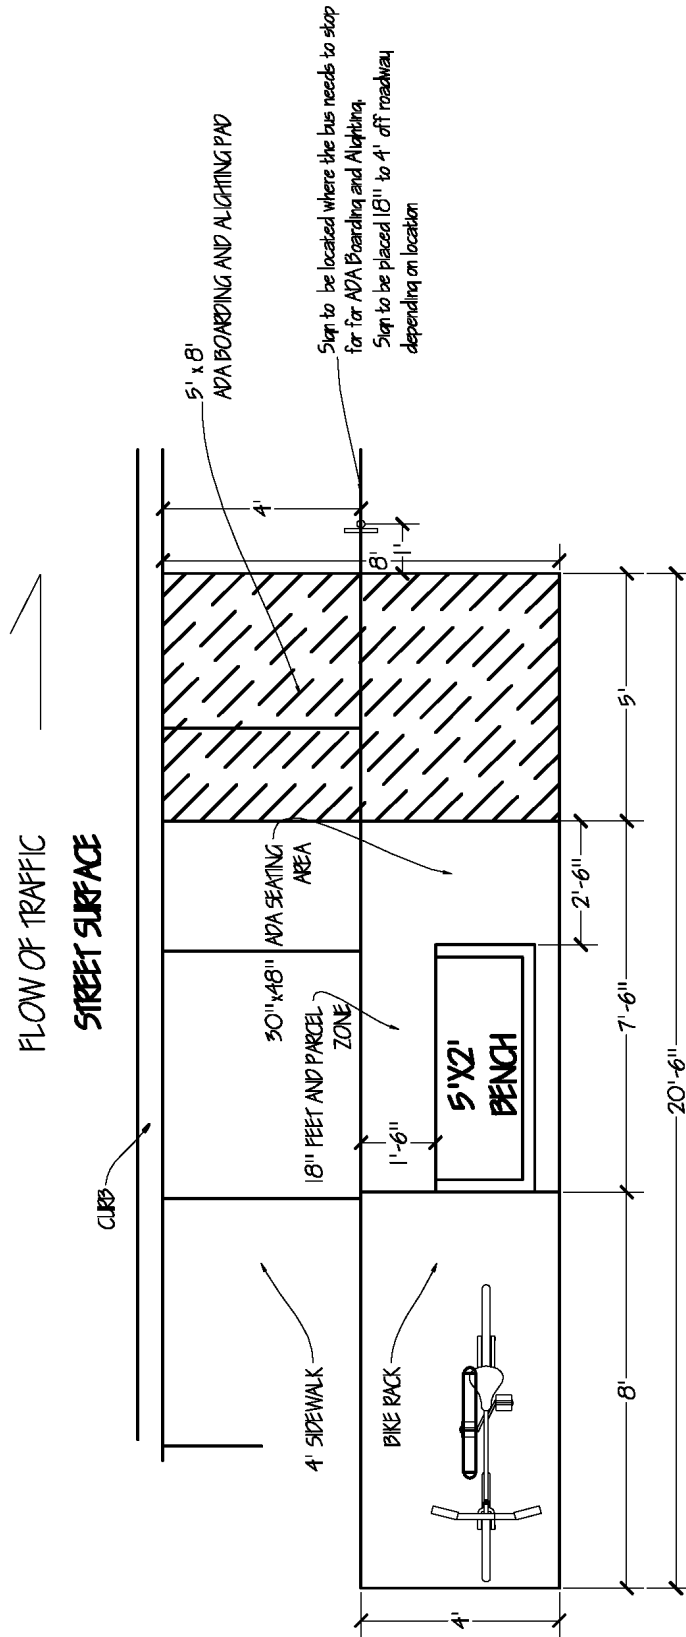 FLOW OF TRAFFIC
STREET SURFACE
CURB
5' x 8'
ADA BOARDING AND ALIGHTING PAD
Sign to be located where the bus needs to stop
for for ADA Boarding and Alighting.
Sign to be placed 18" to 4' off roadway
depending on location
4'
8'
1'
30"x48" ADA SEATING
AREA
18" FEET AND PARCEL
ZONE
4' SIDEWALK
BIKE RACK
1'-6"
5'X2'
BENCH
2'-6"
4'
8'
7'-6"
5'
20'-6"